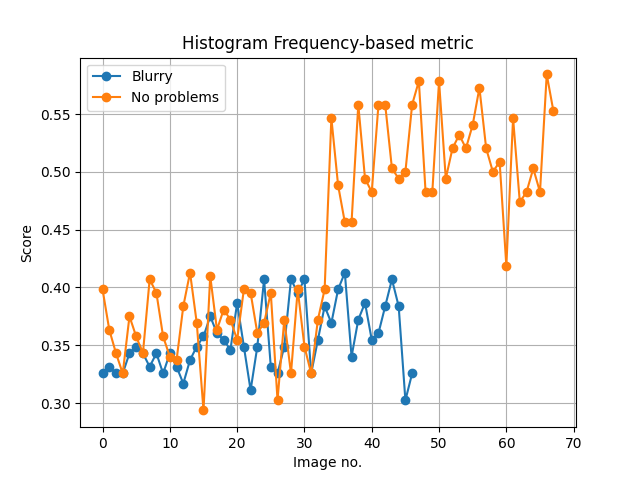 Histogram Frequency-based metric
Blurry
No problems
0.55
0.50
0.45
0.40
0.35
0.30
Score
0 10 20 30 40 50 60 70
Image no.